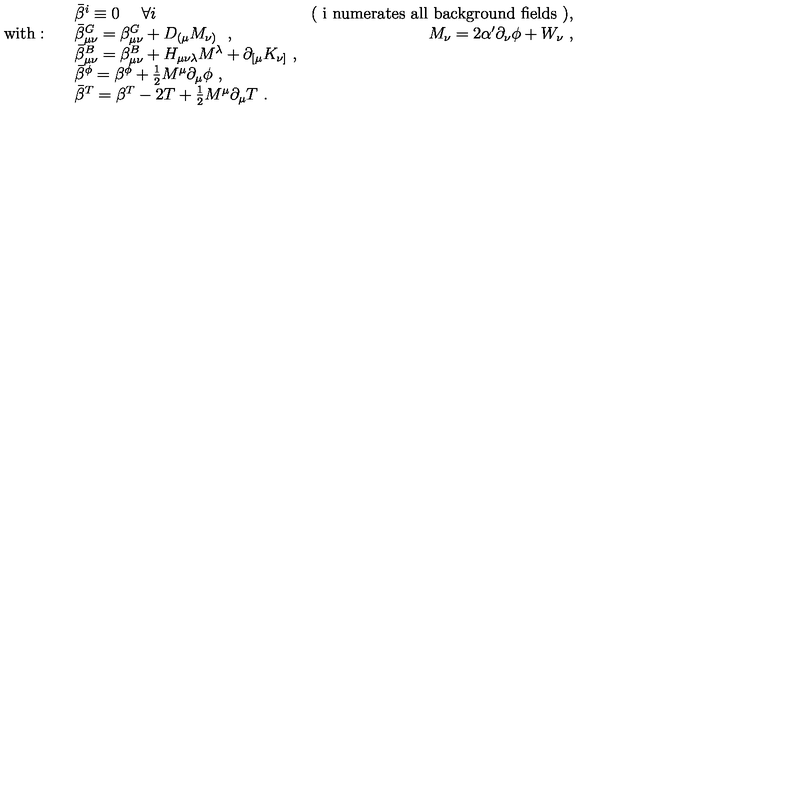 $\bar{\beta}^i \equiv 0 \quad \forall i$ ( i numerates all background fields ),
with : $\bar{\beta}^G_{\mu\nu} = \beta^G_{\mu\nu} + D_{(\mu} M_{\nu)}$ , $M_\nu = 2\alpha' \partial_\nu \phi + W_\nu$ ,
$\bar{\beta}^B_{\mu\nu} = \beta^B_{\mu\nu} + H_{\mu\nu\lambda} M^\lambda + \partial_{[\mu} K_{\nu]}$ ,
$\bar{\beta}^\phi = \beta^\phi + \frac{1}{2} M^\mu \partial_\mu \phi$ ,
$\bar{\beta}^T = \beta^T - 2T + \frac{1}{2} M^\mu \partial_\mu T$ .